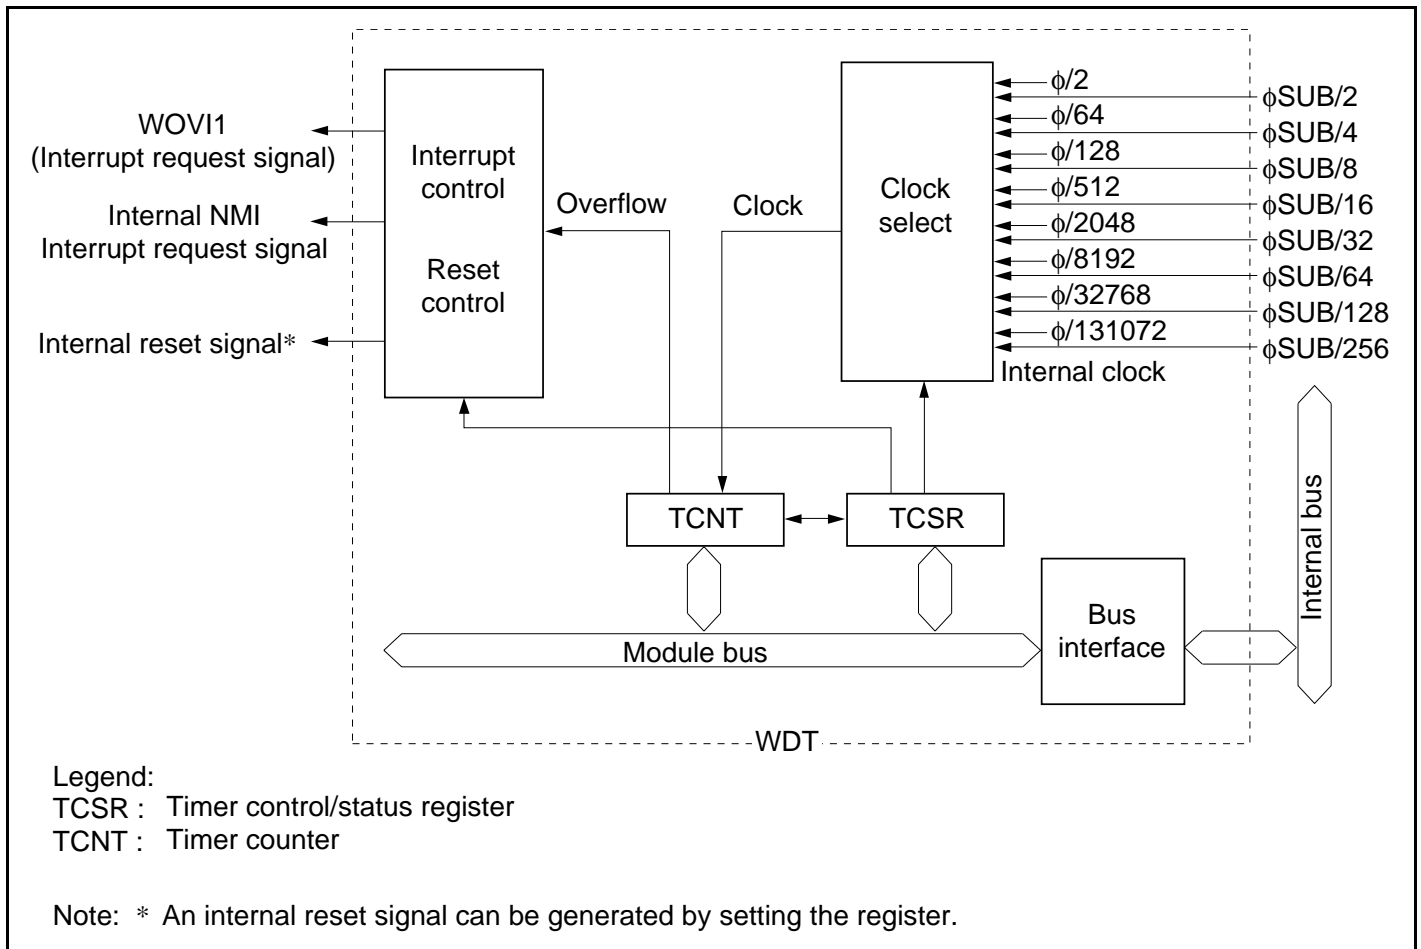 WOVI1
(Interrupt request signal)
Internal NMI
Interrupt request signal
Internal reset signal*
Interrupt
control
Reset
control
Overflow
Clock
Clock
select
ϕ/2
ϕ/64
ϕ/128
ϕ/512
ϕ/2048
ϕ/8192
ϕ/32768
ϕ/131072
Internal clock
ϕSUB/2
ϕSUB/4
ϕSUB/8
ϕSUB/16
ϕSUB/32
ϕSUB/64
ϕSUB/128
ϕSUB/256
TCNT
TCSR
Module bus
Bus
interface
Internal bus
WDT
Legend:
TCSR : Timer control/status register
TCNT : Timer counter
Note: * An internal reset signal can be generated by setting the register.